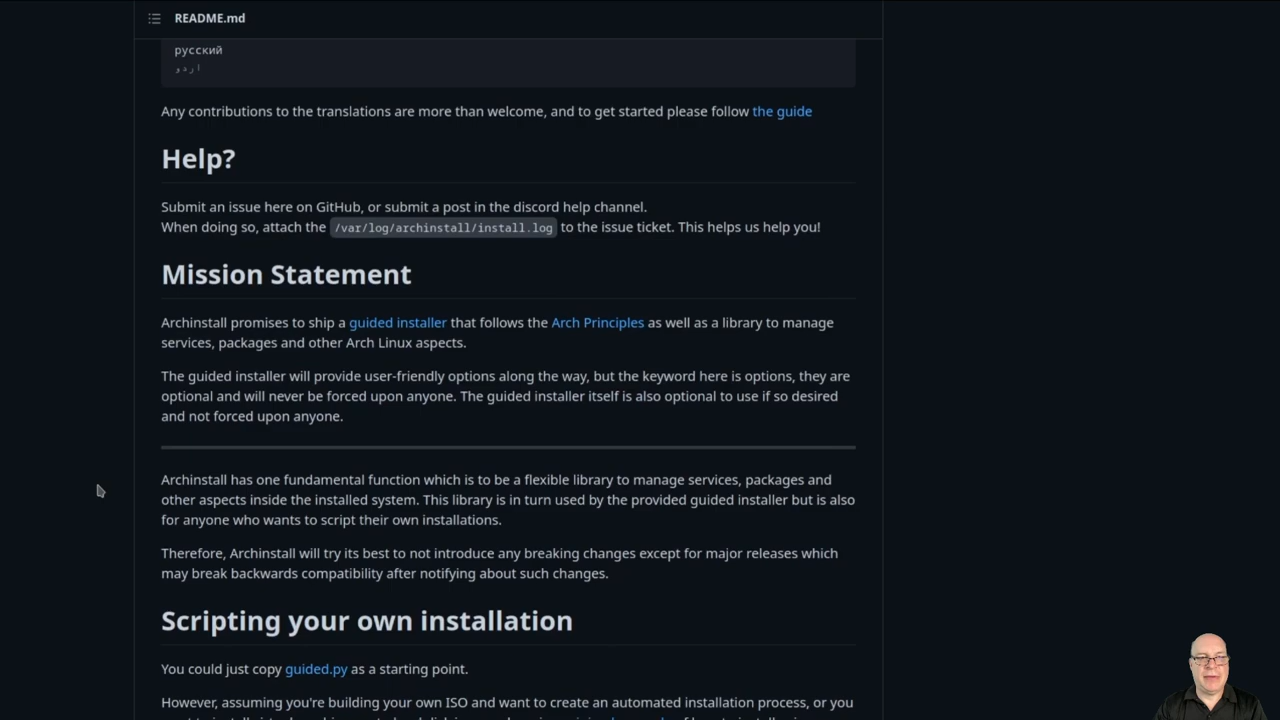 README.md
русский
اردو
Any contributions to the translations are more than welcome, and to get started please follow the guide
Help?
Submit an issue here on GitHub, or submit a post in the discord help channel.
When doing so, attach the /var/log/archinstall/install.log to the issue ticket. This helps us help you!
Mission Statement
Archinstall promises to ship a guided installer that follows the Arch Principles as well as a library to manage
services, packages and other Arch Linux aspects.
The guided installer will provide user-friendly options along the way, but the keyword here is options, they are
optional and will never be forced upon anyone. The guided installer itself is also optional to use if so desired
and not forced upon anyone.
Archinstall has one fundamental function which is to be a flexible library to manage services, packages and
other aspects inside the installed system. This library is in turn used by the provided guided installer but is also
for anyone who wants to script their own installations.
Therefore, Archinstall will try its best to not introduce any breaking changes except for major releases which
may break backwards compatibility after notifying about such changes.
Scripting your own installation
You could just copy guided.py as a starting point.
However, assuming you're building your own ISO and want to create an automated installation process, or you